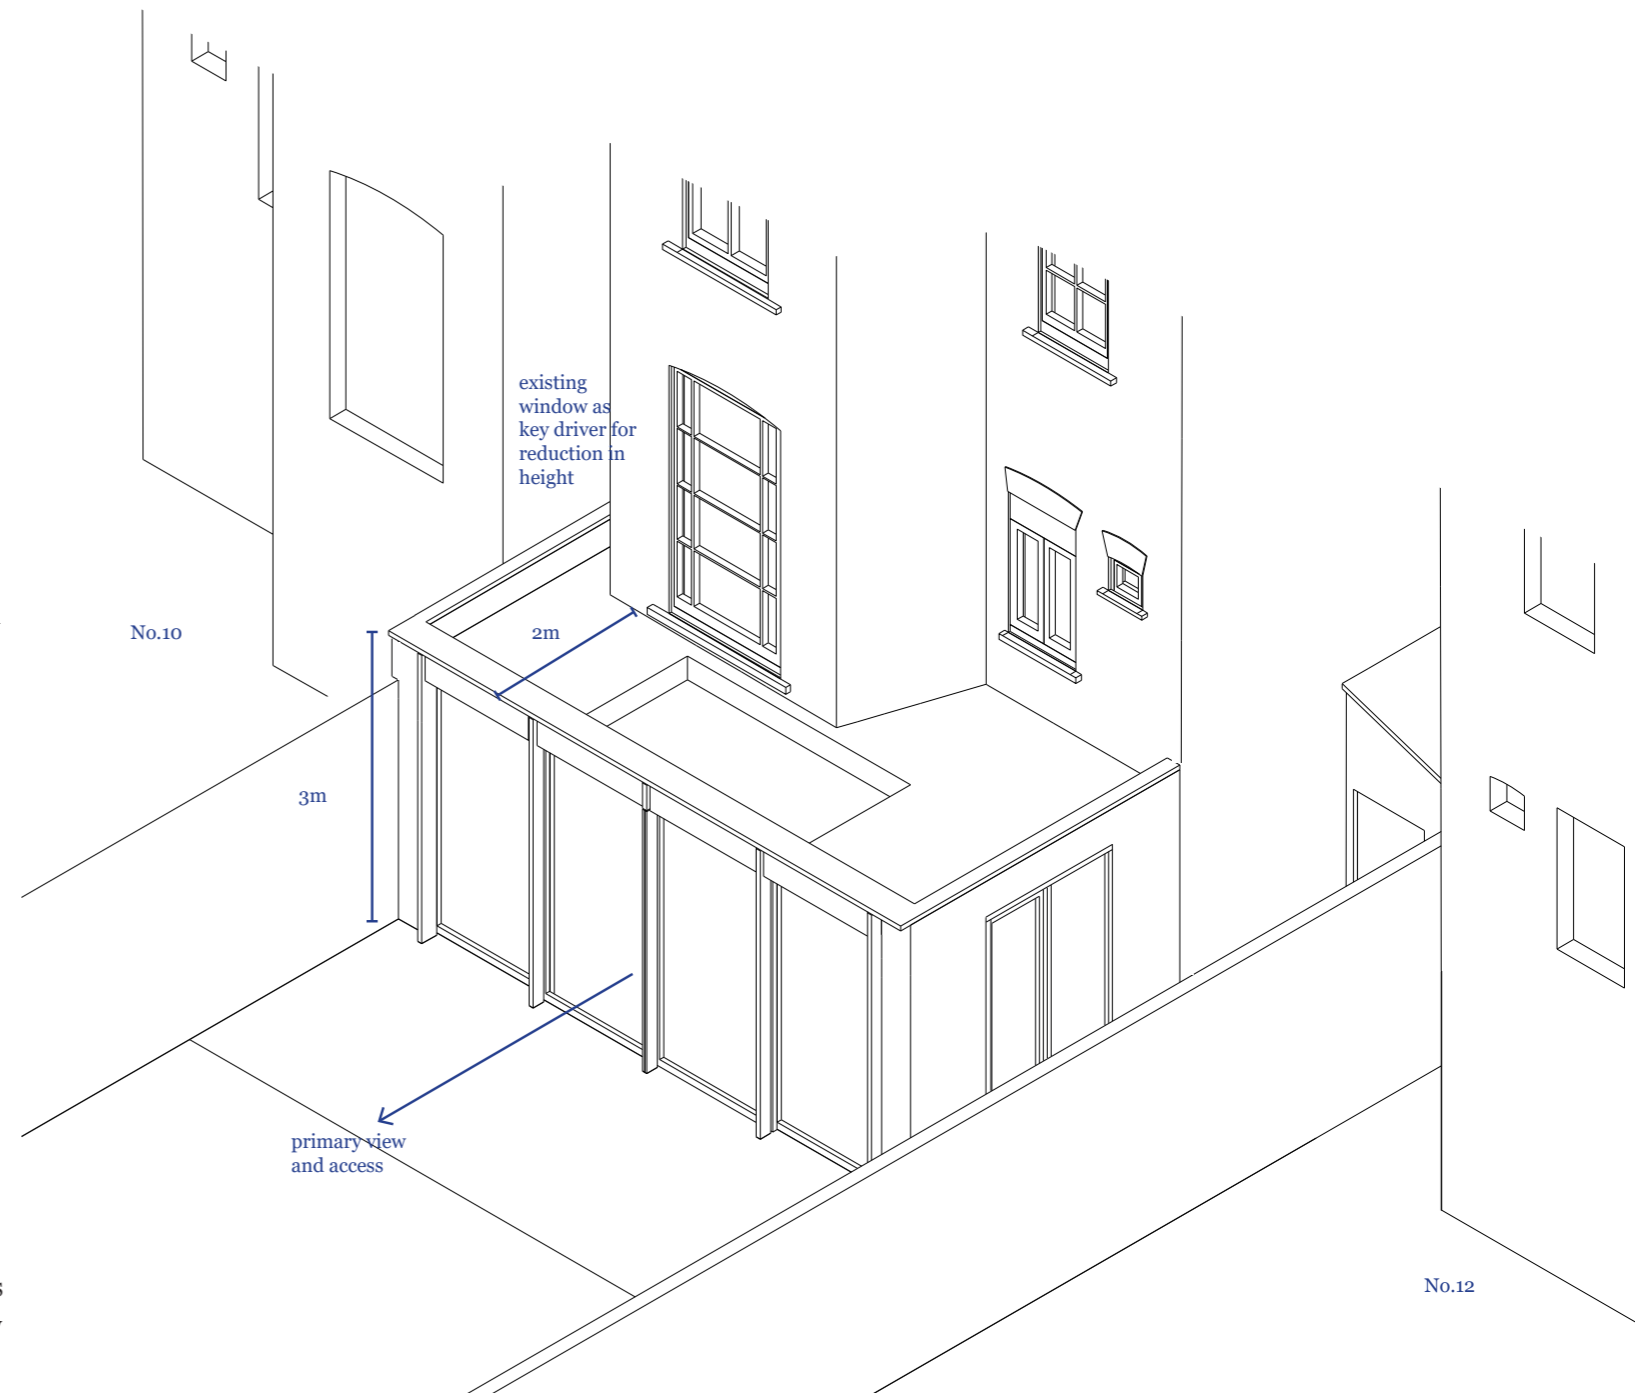 existing
window as
key driver for
reduction in
height
No.10
2m
3m
primary view
and access
No.12